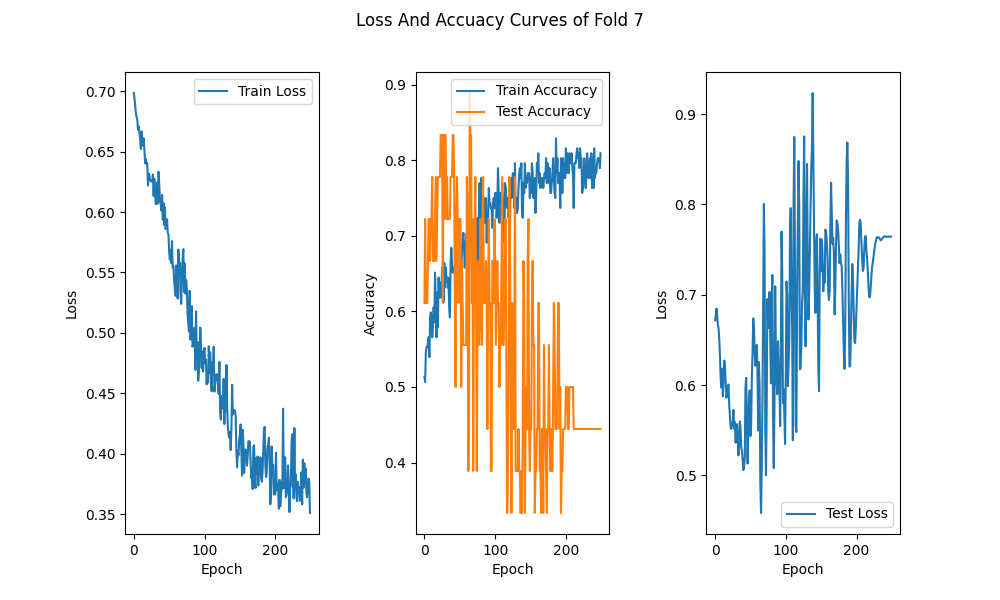 Loss And Accuacy Curves of Fold 7
Loss
0.70
0.65
0.60
0.55
0.50
0.45
0.40
0.35
Train Loss
0
100
200
Epoch
Accuracy
0.9
0.8
0.7
0.6
0.5
0.4
Train Accuracy
Test Accuracy
0
100
200
Epoch
Loss
0.9
0.8
0.7
0.6
0.5
Test Loss
0
100
200
Epoch